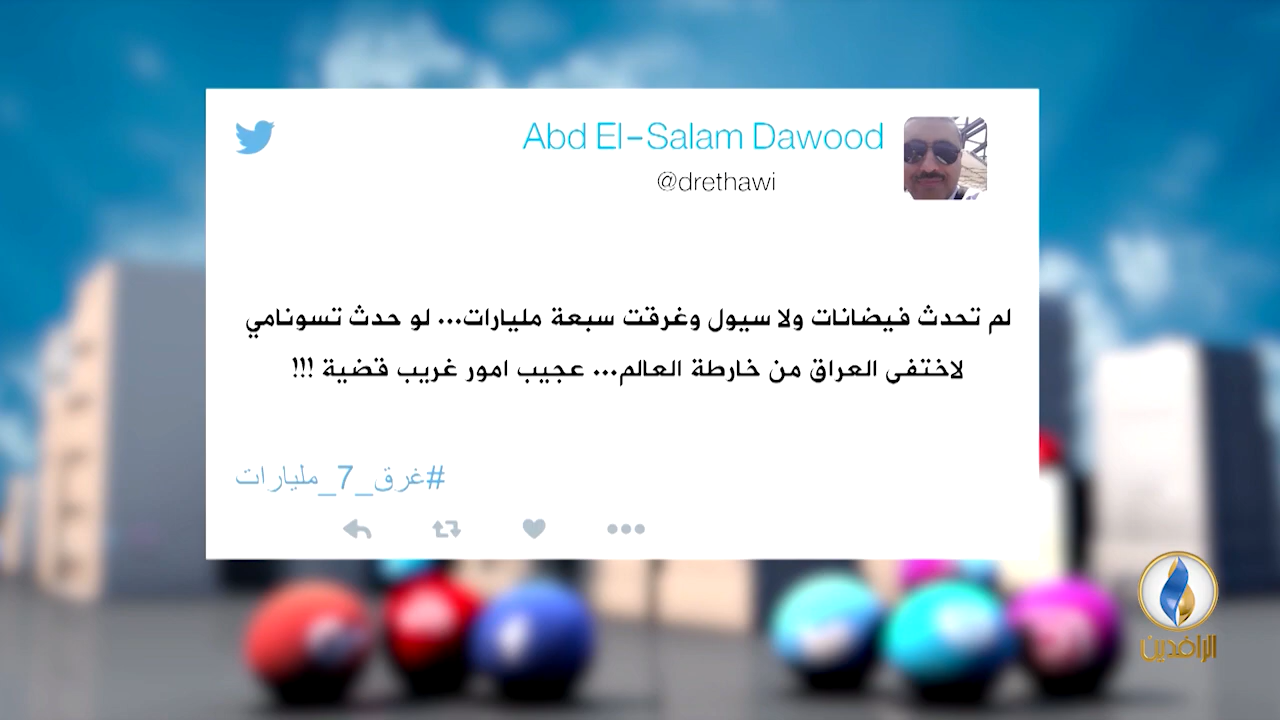 Abd El-Salam Dawood
@drethawi
لم تحدث فيضانات ولا سيول وغرقت سبعة مليارات... لو حدث تسونامي
لاختفى العراق من خارطة العالم... عجيب امور غريب قضية !!!
#غرق_7_مليارات
الرافدين